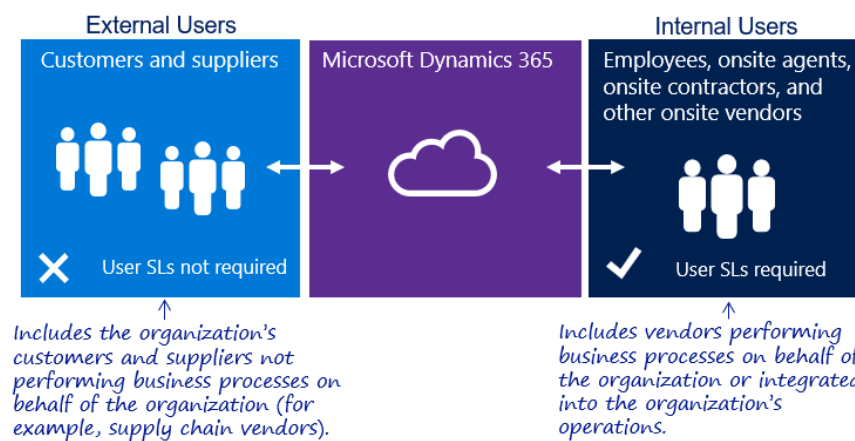 External Users
Customers and suppliers
User SLs not required
Includes the organization's
customers and suppliers not
performing business processes on
behalf of the organization (for
example, supply chain vendors).
Microsoft Dynamics 365
Internal Users
Employees, onsite agents,
onsite contractors, and
other onsite vendors
User SLs required
Includes vendors performing
business processes on behalf of
the organization or integrated
into the organization's
operations.